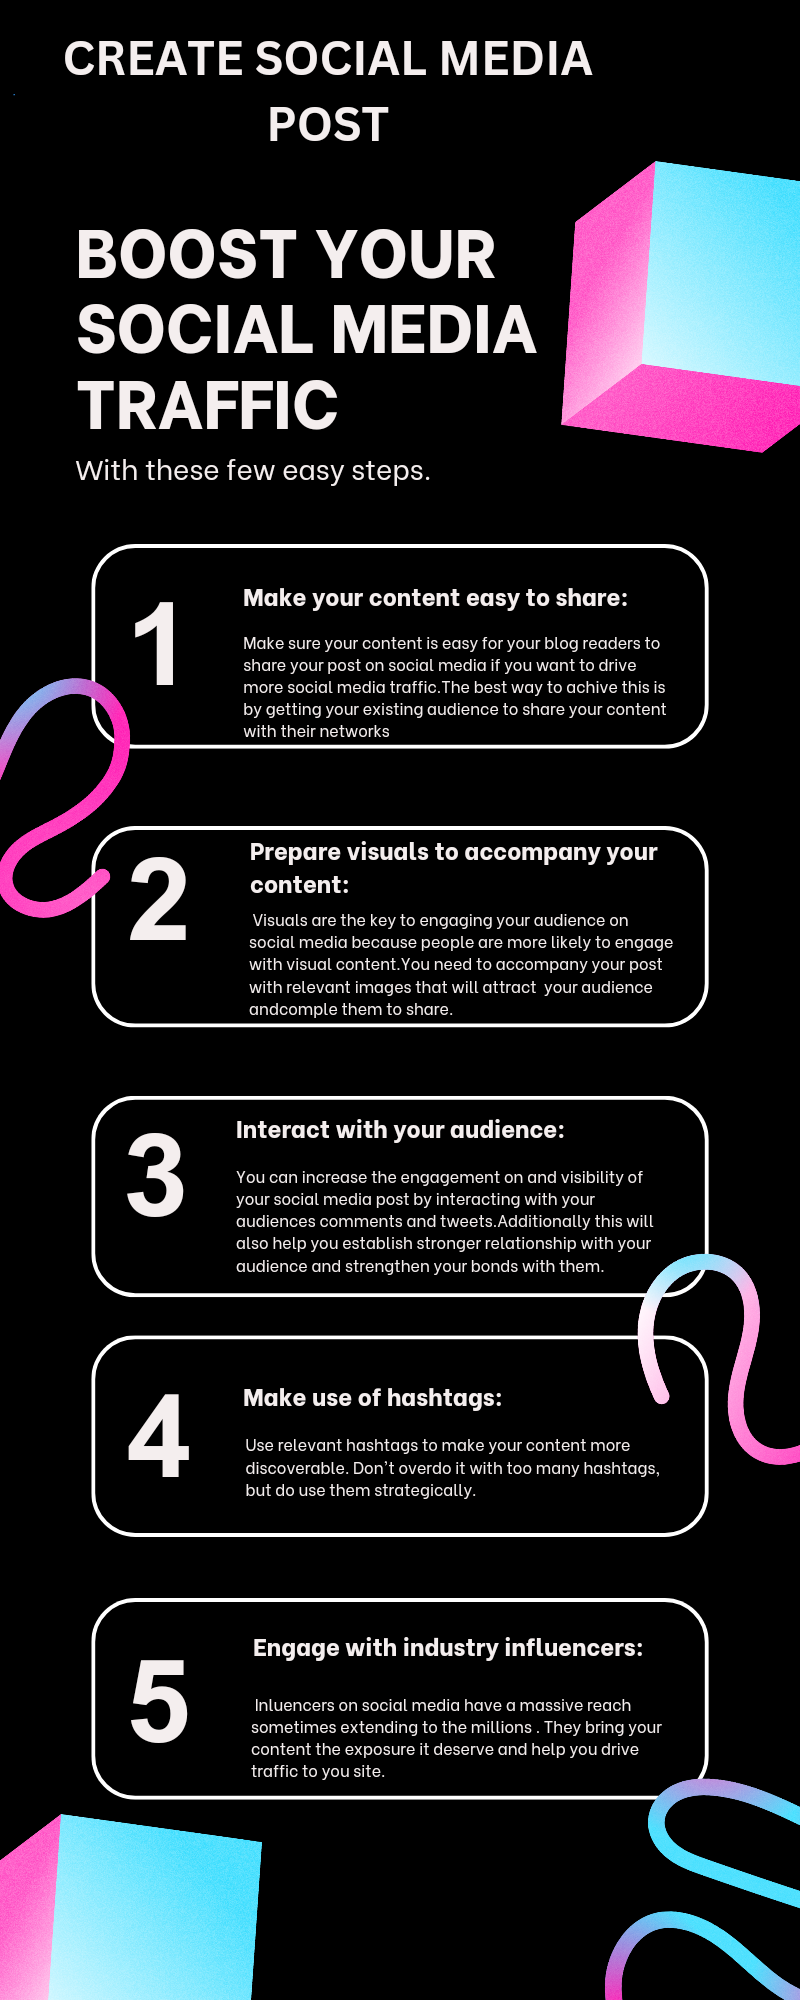 CREATE SOCIAL MEDIA
POST
BOOST YOUR
SOCIAL MEDIA
TRAFFIC
With these few easy steps.
1
Make your content easy to share:
Make sure your content is easy for your blog readers to
share your post on social media if you want to drive
more social media traffic.The best way to achive this is
by getting your existing audience to share your content
with their networks
2
Prepare visuals to accompany your
content:
Visuals are the key to engaging your audience on
social media because people are more likely to engage
with visual content.You need to accompany your post
with relevant images that will attract  your audience
andcomple them to share.
3
Interact with your audience:
You can increase the engagement on and visibility of
your social media post by interacting with your
audiences comments and tweets.Additionally this will
also help you establish stronger relationship with your
audience and strengthen your bonds with them.
4
Make use of hashtags:
Use relevant hashtags to make your content more
discoverable. Don't overdo it with too many hashtags,
but do use them strategically.
5
Engage with industry influencers:
Inluencers on social media have a massive reach
sometimes extending to the millions . They bring your
content the exposure it deserve and help you drive
traffic to you site.